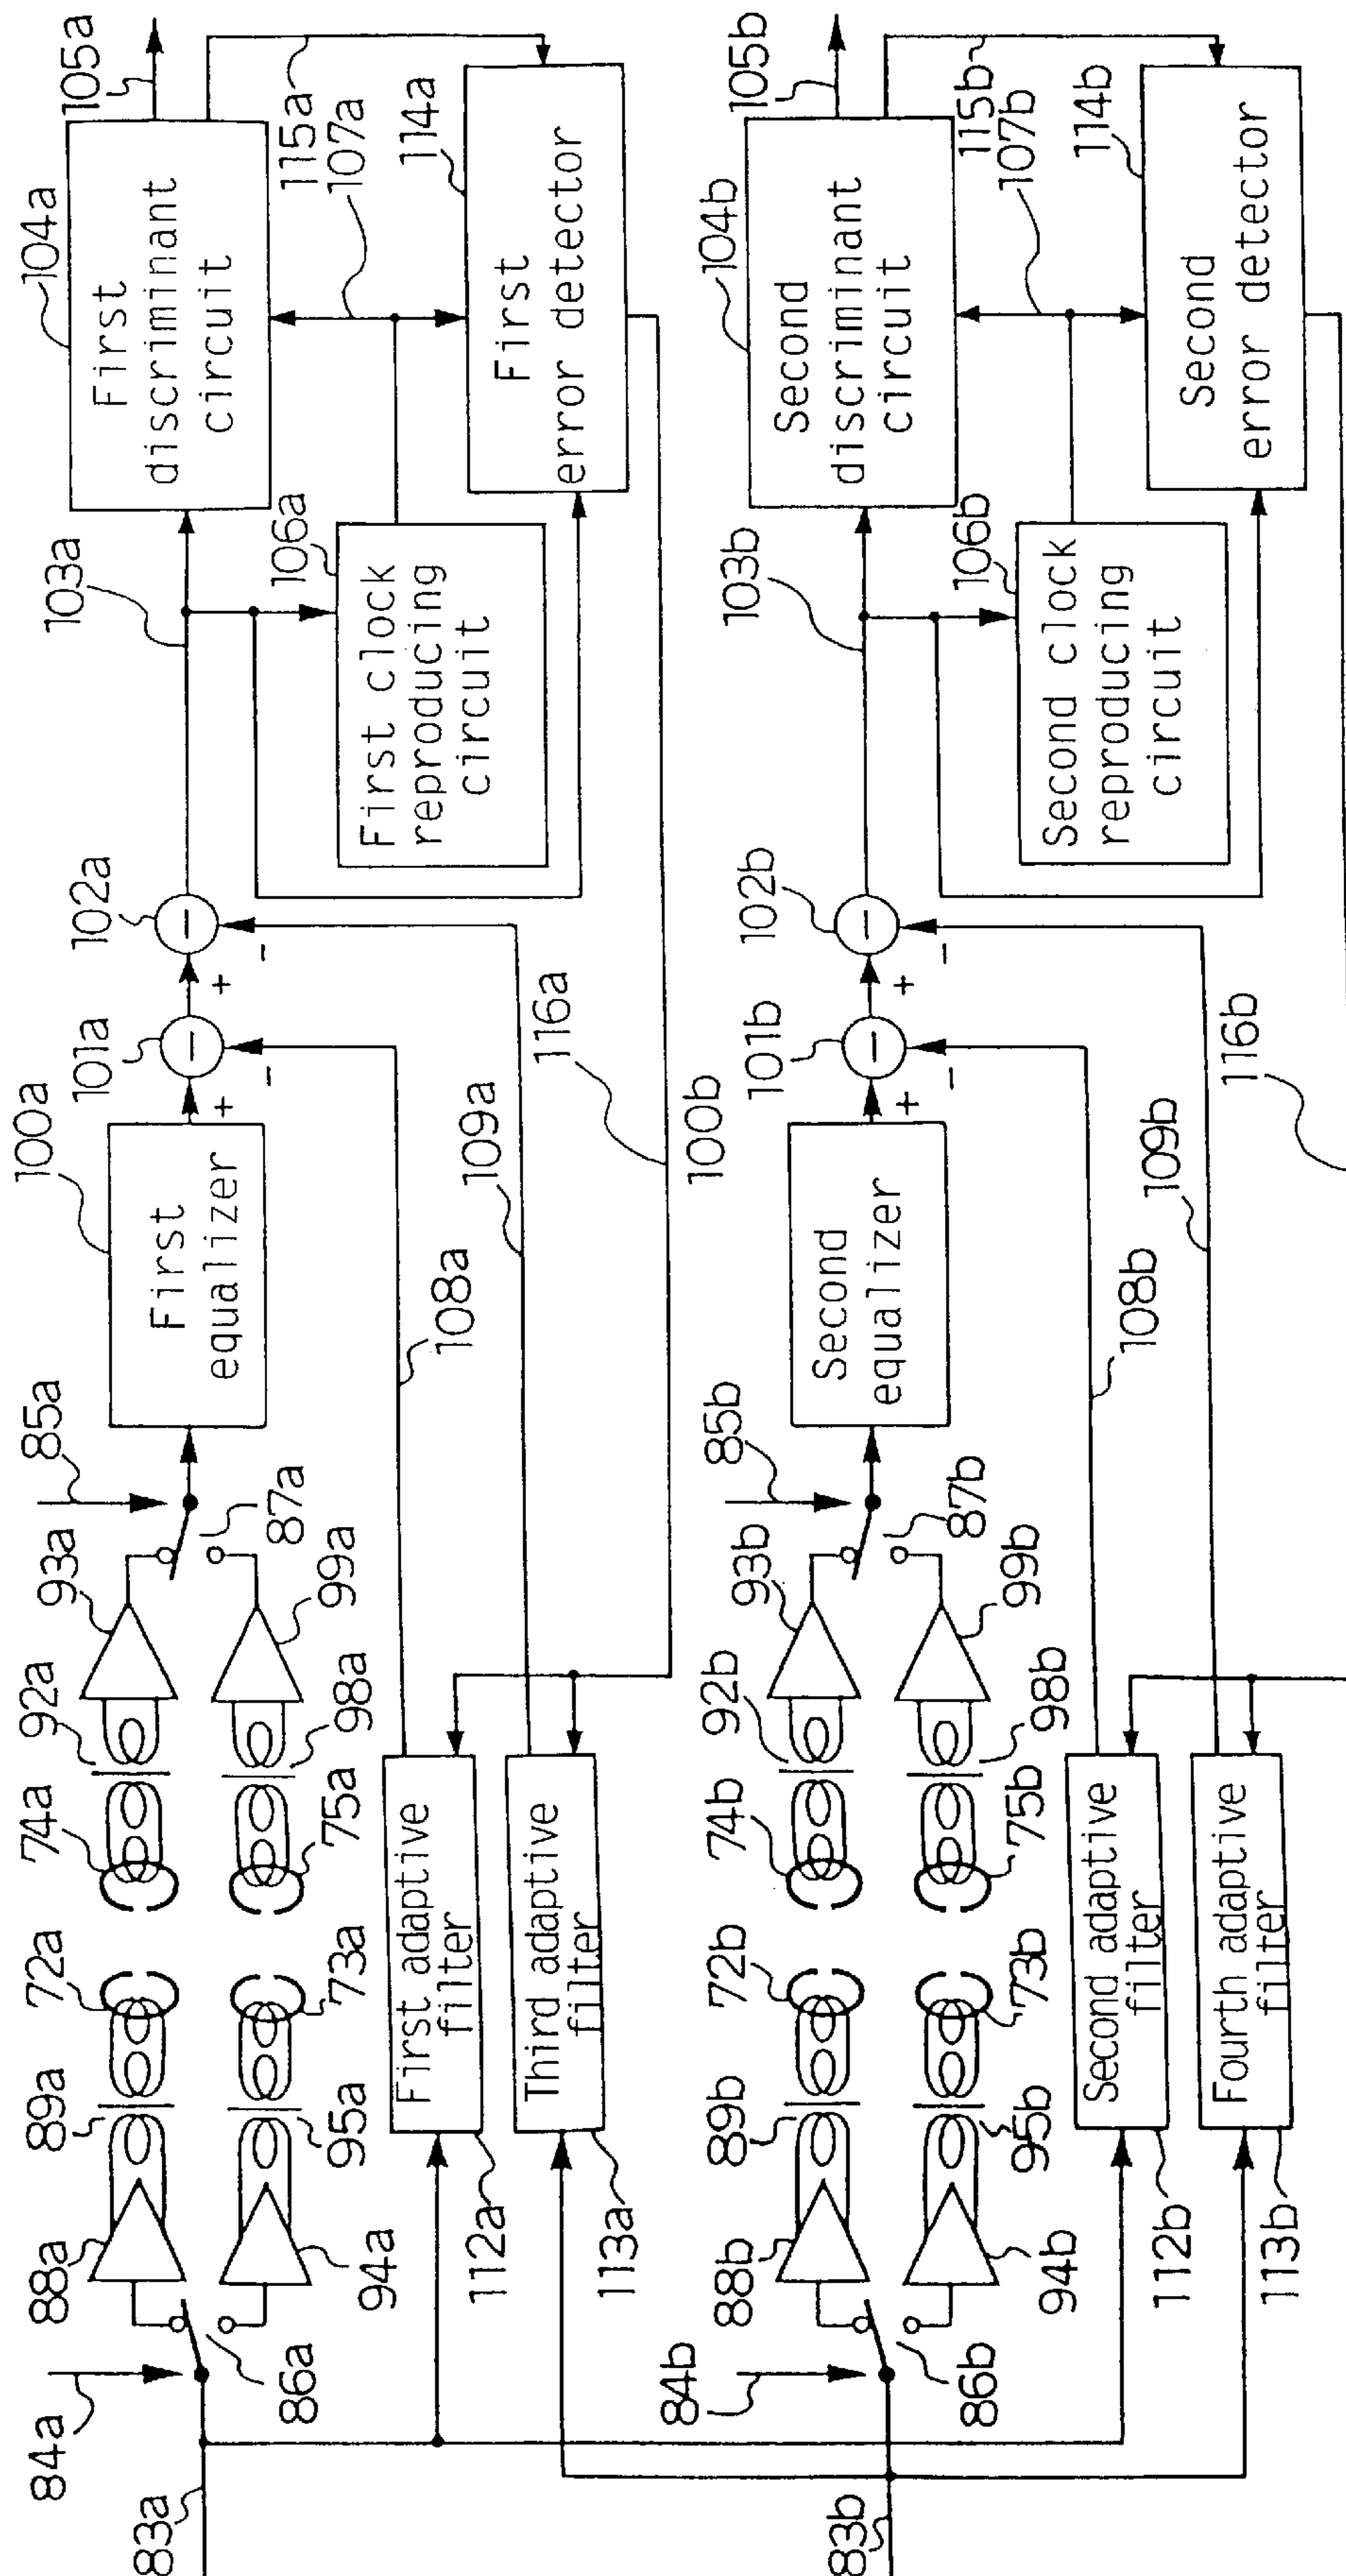 83a
84a
86a
88a
94a
89a
95a
72a
73a
74a
75a
92a
98a
93a
99a
87a
85a
100a
First
equalizer
101a
+
-
−
102a
+
-
−
103a
104a
First
discriminant
circuit
105a
106a
First clock
reproducing
circuit
115a
107a
114a
First
error detector
112a
First adaptive
filter
113a
Third adaptive
filter
108a
109a
116a
83b
84b
86b
88b
94b
89b
95b
72b
73b
74b
75b
92b
98b
93b
99b
87b
85b
100b
Second
equalizer
101b
+
-
−
102b
+
-
−
103b
104b
Second
discriminant
circuit
105b
106b
Second clock
reproducing
circuit
115b
107b
114b
Second
error detector
112b
Second adaptive
filter
113b
Fourth adaptive
filter
108b
109b
116b